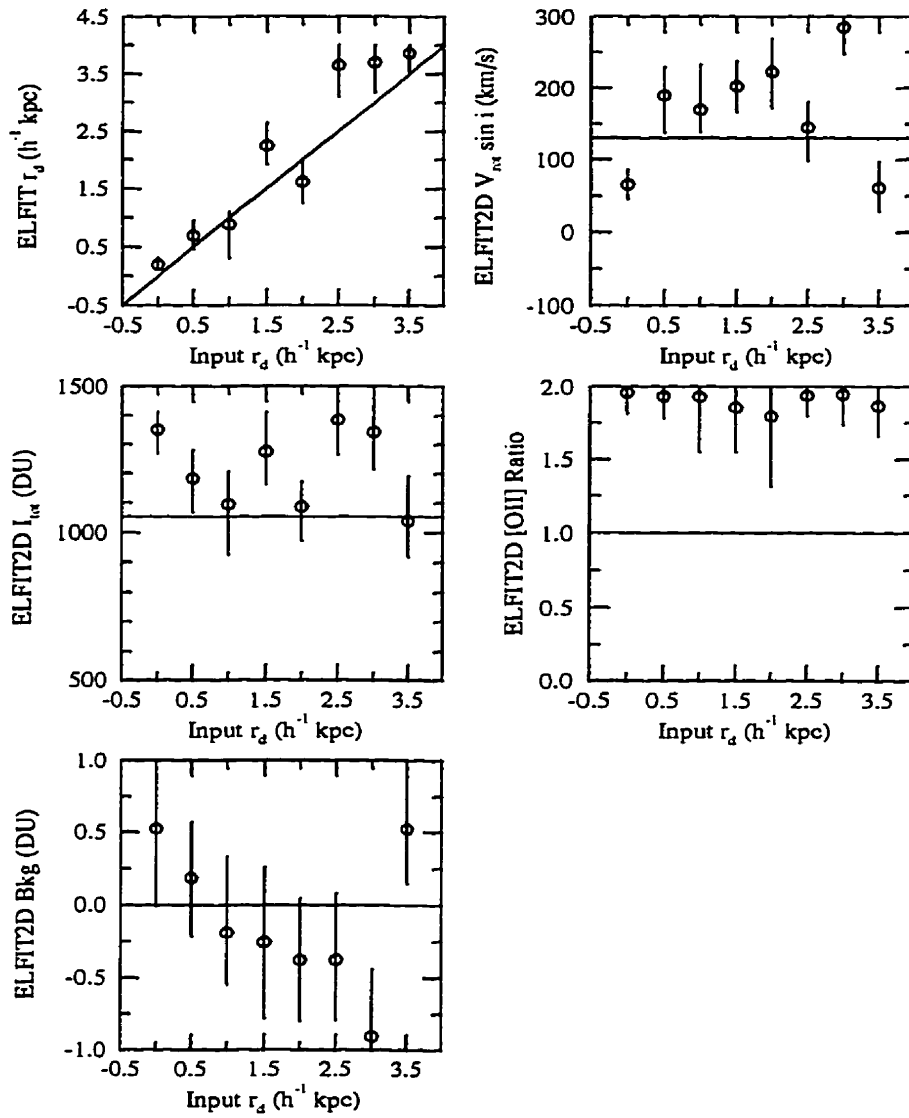 4.5
3.5
2.5
1.5
0.5
-0.5
ELFIT r_d (h^-1 kpc)
-0.5 0.5 1.5 2.5 3.5
Input r_d (h^-1 kpc)
300
200
100
0
-100
ELFIT2D V_rot sin i (km/s)
-0.5 0.5 1.5 2.5 3.5
Input r_d (h^-1 kpc)
1500
1000
500
ELFIT2D I_tot (DU)
-0.5 0.5 1.5 2.5 3.5
Input r_d (h^-1 kpc)
2.0
1.5
1.0
0.5
0.0
ELFIT2D [OII] Ratio
-0.5 0.5 1.5 2.5 3.5
Input r_d (h^-1 kpc)
1.0
0.5
0.0
-0.5
-1.0
ELFIT2D Bkg (DU)
-0.5 0.5 1.5 2.5 3.5
Input r_d (h^-1 kpc)